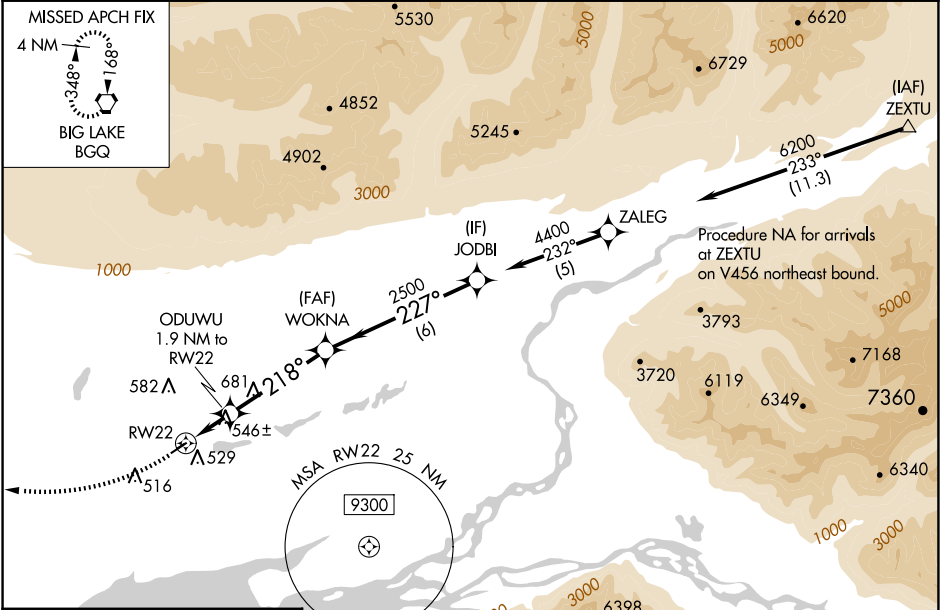 MISSED APCH FIX
4 NM
348°
168°
BIG LAKE
BGQ
5530
5000
6620
5000
6729
4852
5245
4902
3000
(IAF)
ZEXTU
6200
233°
(11.3)
ZALEG
4400
232°
(5)
(IF)
JODBI
Procedure NA for arrivals
at ZEXTU
on V456 northeast bound.
1000
2500
227°
(6)
(FAF)
WOKNA
5000
3793
ODUWU
1.9 NM to
RW22
218°
3720
7168
582
681
6119
6349
7360
546±
RW22
529
516
6340
MSA RW22 25 NM
9300
1000
3000
3000
6398